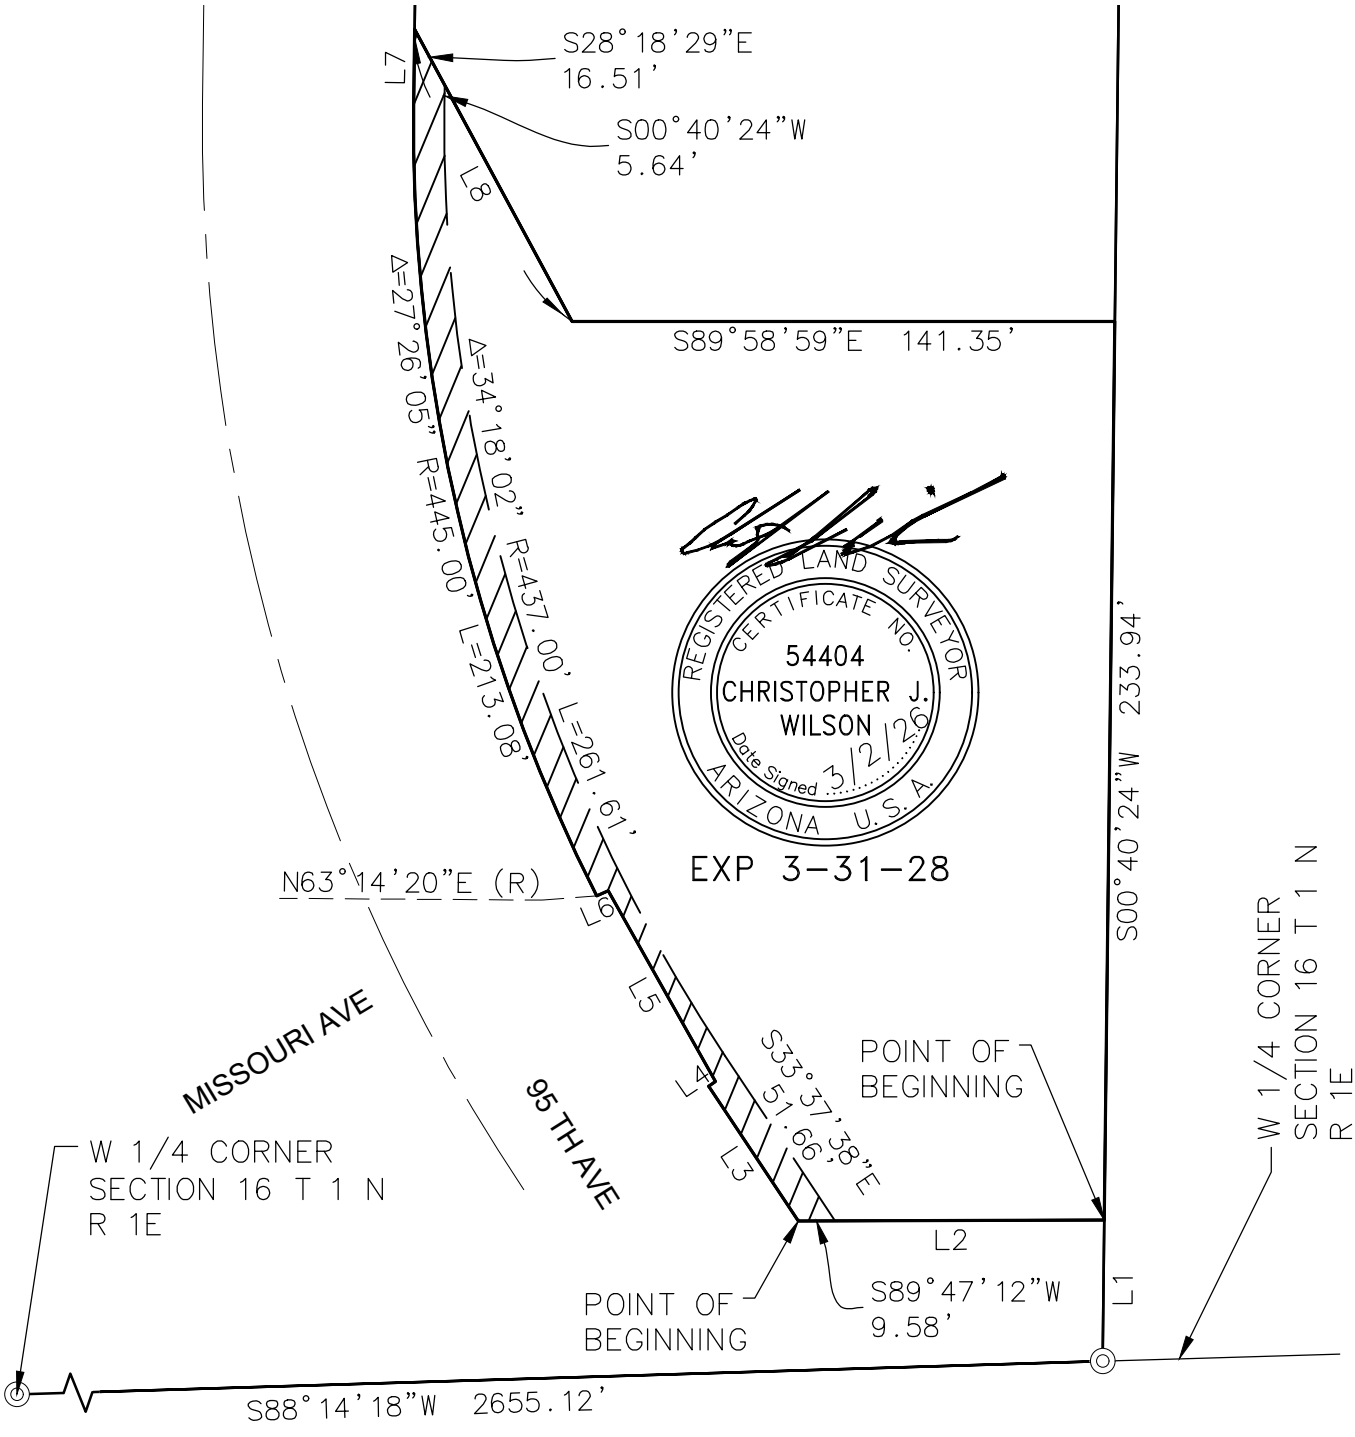 L7
S28°18'29"E
16.51'
S00°40'24"W
5.64'
L8
S89°58'59"E 141.35'
Δ=27°26'05" R=445.00' L=213.08'
Δ=34°18'02" R=437.00' L=261.61'
REGISTERED LAND SURVEYOR
CERTIFICATE NO.
54404
CHRISTOPHER J.
WILSON
Date Signed 3/2/26
ARIZONA U.S.A.
EXP 3-31-28
S00°40'24"W 233.94'
N63°14'20"E (R)
L6
L5
MISSOURI AVE
95 TH AVE
L4
S33°37'38"E
51.66'
L3
POINT OF
BEGINNING
W 1/4 CORNER
SECTION 16 T 1 N
R 1E
W 1/4 CORNER
SECTION 16 T 1 N
R 1E
L2
L1
S89°47'12"W
9.58'
POINT OF
BEGINNING
S88°14'18"W 2655.12'